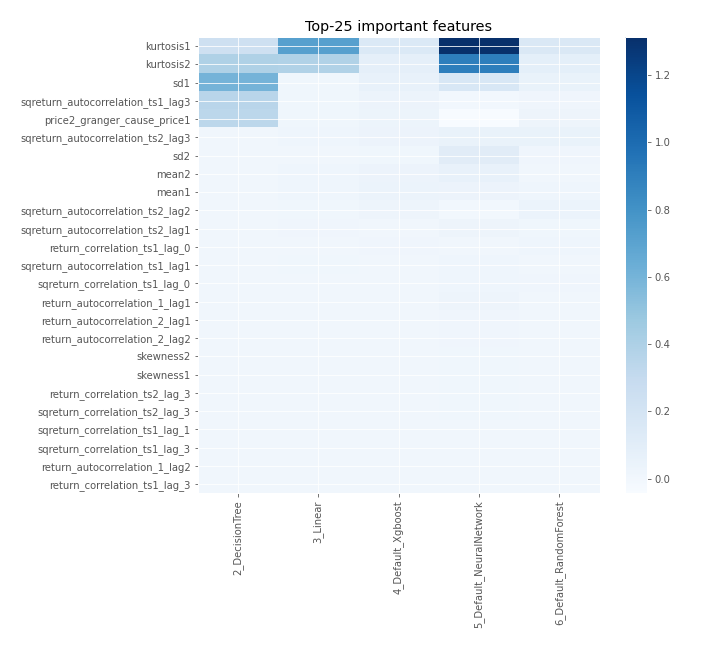 Top-25 important features
kurtosis1
kurtosis2
sd1
sqreturn_autocorrelation_ts1_lag3
price2_granger_cause_price1
sqreturn_autocorrelation_ts2_lag3
sd2
mean2
mean1
sqreturn_autocorrelation_ts2_lag2
sqreturn_autocorrelation_ts2_lag1
return_correlation_ts1_lag_0
sqreturn_autocorrelation_ts1_lag1
sqreturn_correlation_ts1_lag_0
return_autocorrelation_1_lag1
return_autocorrelation_2_lag1
return_autocorrelation_2_lag2
skewness2
skewness1
return_correlation_ts2_lag_3
sqreturn_correlation_ts2_lag_3
sqreturn_correlation_ts1_lag_1
sqreturn_correlation_ts1_lag_3
return_autocorrelation_1_lag2
return_correlation_ts1_lag_3
2_DecisionTree
3_Linear
4_Default_Xgboost
5_Default_NeuralNetwork
6_Default_RandomForest
1.2
1.0
0.8
0.6
0.4
0.2
0.0